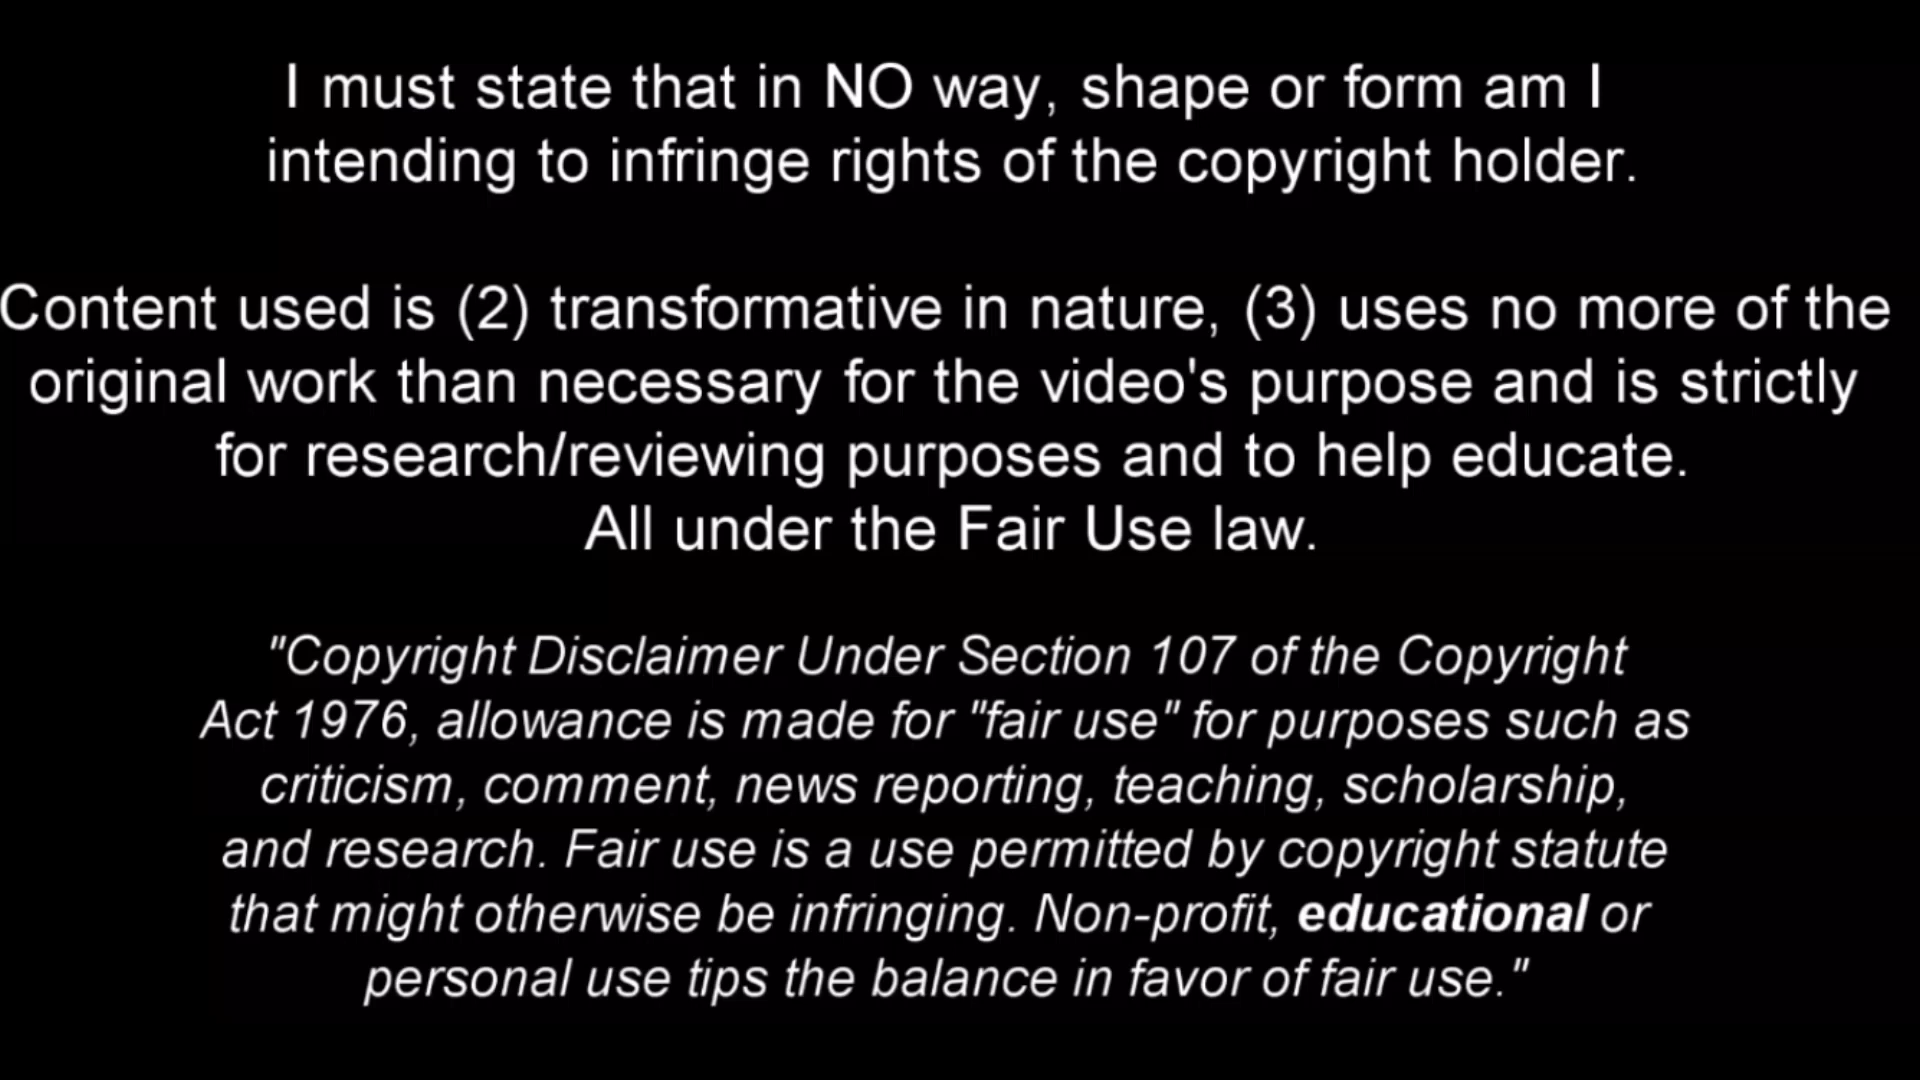 I must state that in NO way, shape or form am I
intending to infringe rights of the copyright holder.
Content used is (2) transformative in nature, (3) uses no more of the
original work than necessary for the video's purpose and is strictly
for research/reviewing purposes and to help educate.
All under the Fair Use law.
"Copyright Disclaimer Under Section 107 of the Copyright
Act 1976, allowance is made for "fair use" for purposes such as
criticism, comment, news reporting, teaching, scholarship,
and research. Fair use is a use permitted by copyright statute
that might otherwise be infringing. Non-profit, educational or
personal use tips the balance in favor of fair use."